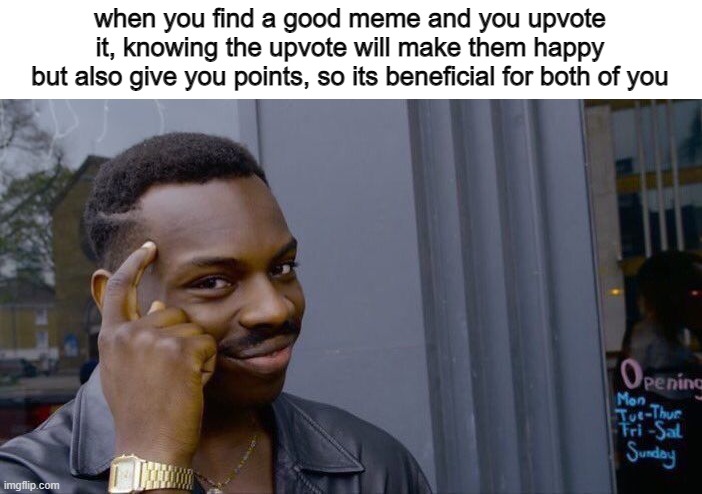 when you find a good meme and you upvote
it, knowing the upvote will make them happy
but also give you points, so its beneficial for both of you
Opening
Mon
Tue-Thur
Fri -Sat
Sunday
imgflip.com